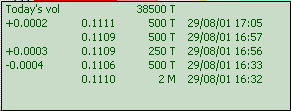 Today's vol 38500 T
+0.0002 0.1111 500 T 29/08/01 17:05
0.1109 500 T 29/08/01 16:57
+0.0003 0.1109 250 T 29/08/01 16:56
-0.0004 0.1106 500 T 29/08/01 16:33
0.1110 2 M 29/08/01 16:32